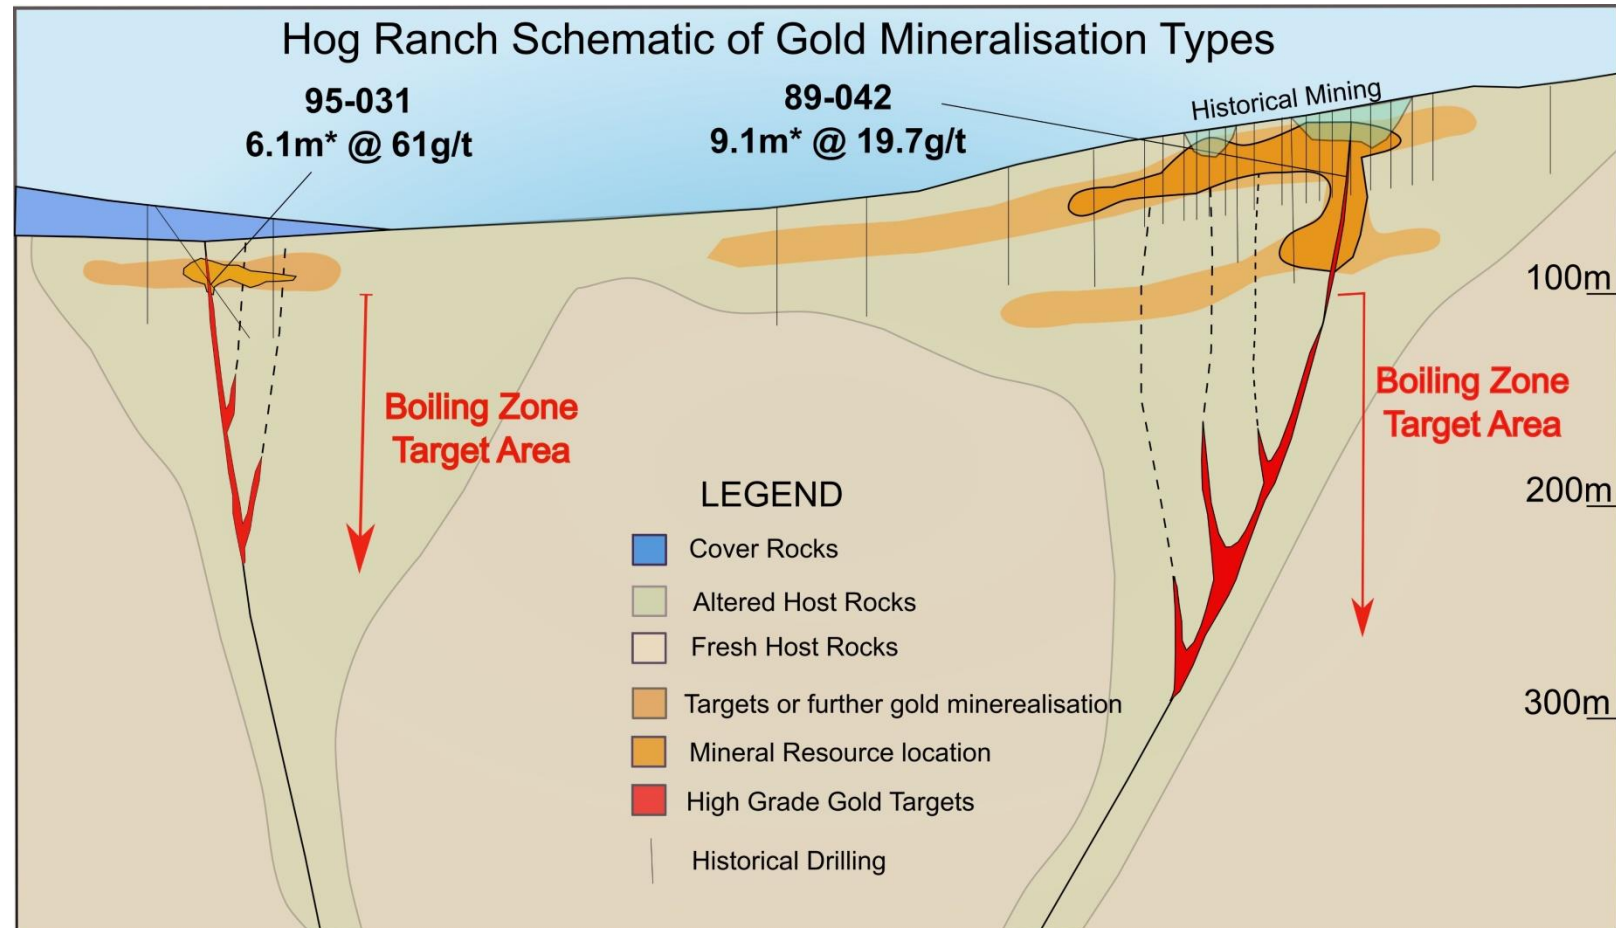 Hog Ranch Schematic of Gold Mineralisation Types
95-031
6.1m* @ 61g/t
89-042
9.1m* @ 19.7g/t
Historical Mining
100m
Boiling Zone
Target Area
Boiling Zone
Target Area
200m
LEGEND
Cover Rocks
Altered Host Rocks
Fresh Host Rocks
Targets or further gold minerealisation
300m
Mineral Resource location
High Grade Gold Targets
Historical Drilling